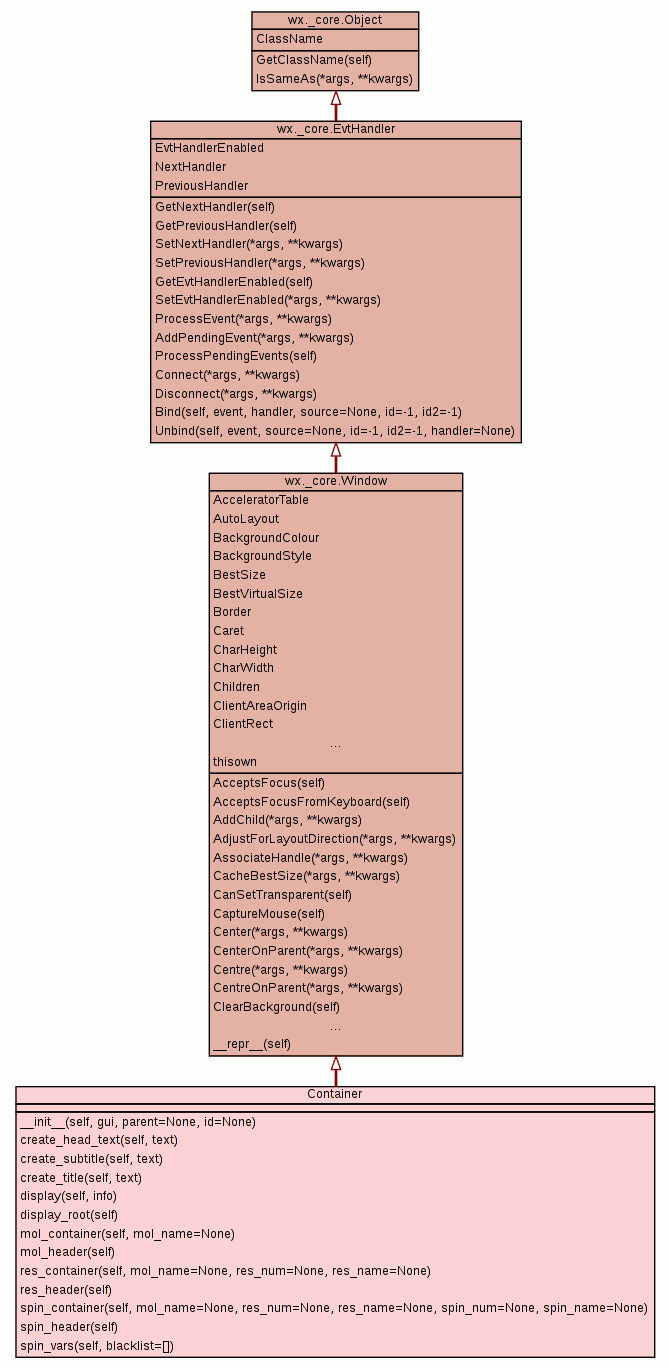 wx._core.Object
ClassName
GetClassName(self)
IsSameAs(*args, **kwargs)
wx._core.EvtHandler
EvtHandlerEnabled
NextHandler
PreviousHandler
GetNextHandler(self)
GetPreviousHandler(self)
SetNextHandler(*args, **kwargs)
SetPreviousHandler(*args, **kwargs)
GetEvtHandlerEnabled(self)
SetEvtHandlerEnabled(*args, **kwargs)
ProcessEvent(*args, **kwargs)
AddPendingEvent(*args, **kwargs)
ProcessPendingEvents(self)
Connect(*args, **kwargs)
Disconnect(*args, **kwargs)
Bind(self, event, handler, source=None, id=-1, id2=-1)
Unbind(self, event, source=None, id=-1, id2=-1, handler=None)
wx._core.Window
AcceleratorTable
AutoLayout
BackgroundColour
BackgroundStyle
BestSize
BestVirtualSize
Border
Caret
CharHeight
CharWidth
Children
ClientAreaOrigin
ClientRect
...
thisown
AcceptsFocus(self)
AcceptsFocusFromKeyboard(self)
AddChild(*args, **kwargs)
AdjustForLayoutDirection(*args, **kwargs)
AssociateHandle(*args, **kwargs)
CacheBestSize(*args, **kwargs)
CanSetTransparent(self)
CaptureMouse(self)
Center(*args, **kwargs)
CenterOnParent(*args, **kwargs)
Centre(*args, **kwargs)
CentreOnParent(*args, **kwargs)
ClearBackground(self)
...
__repr__(self)
Container
__init__(self, gui, parent=None, id=None)
create_head_text(self, text)
create_subtitle(self, text)
create_title(self, text)
display(self, info)
display_root(self)
mol_container(self, mol_name=None)
mol_header(self)
res_container(self, mol_name=None, res_num=None, res_name=None)
res_header(self)
spin_container(self, mol_name=None, res_num=None, res_name=None, spin_num=None, spin_name=None)
spin_header(self)
spin_vars(self, blacklist=[])